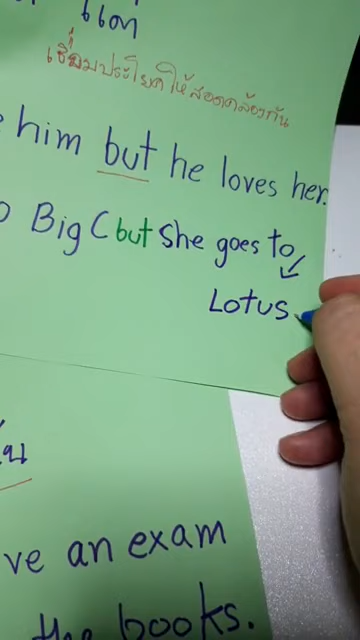 แต่
เชื่อมประโยคให้สอดคล้องกัน
him but he loves her.
Big C but She goes to
Lotus.
an exam
the books.